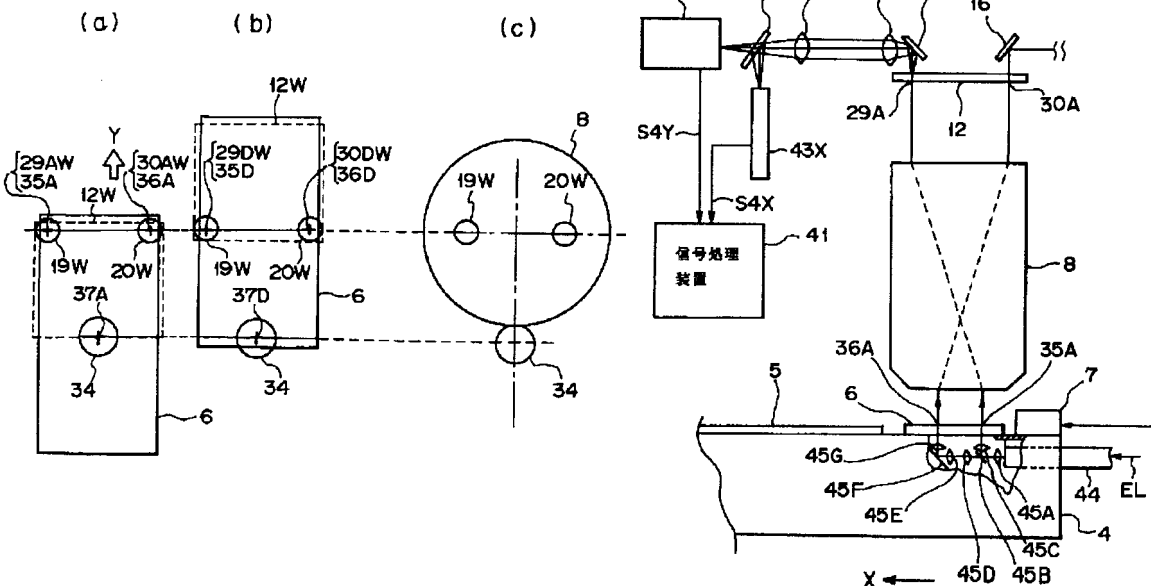 (a)
(b)
(c)
12W
Y
29AW
35A
30AW
36A
12W
29DW
35D
30DW
36D
8
19W
20W
19W
20W
19W
20W
37A
37D
6
34
34
34
6
16
29A
12
30A
S4Y
43X
S4X
41
信号処理
装置
8
36A
35A
7
5
6
45G
45F
45E
45A
44
EL
45C
4
45D
45B
X